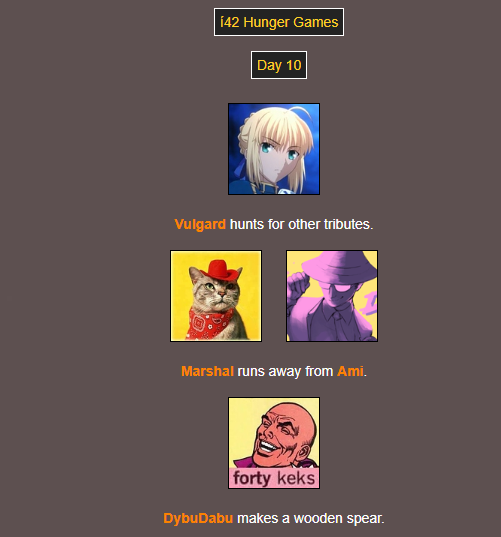 í42 Hunger Games
Day 10
Vulgard hunts for other tributes.
Marshal runs away from Ami.
forty keks
DybuDabu makes a wooden spear.